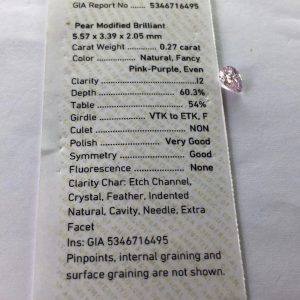 GIA Report No ........ 5346716495
Pear Modified Brilliant
5.57 x 3.39 x 2.05 mm
Carat Weight ............ 0.27 carat
Color ............... Natural, Fancy
Pink-Purple, Even
Clarity ............................ I2
Depth ........................ 60.3%
Table ........................... 54%
Girdle .............. VTK to ETK, F
Culet .......................... NON
Polish .................. Very Good
Symmetry .................. Good
Fluorescence .............. None
Clarity Char: Etch Channel,
Crystal, Feather, Indented
Natural, Cavity, Needle, Extra
Facet
Ins: GIA 5346716495
Pinpoints, internal graining and
surface graining are not shown.